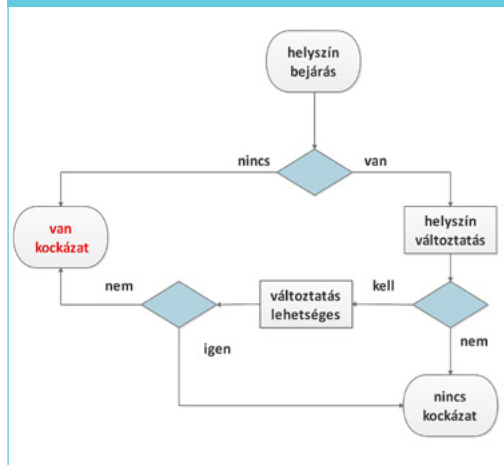 helyszín
bejárás
nincs
van
van
kockázat
helyszín
változtatás
nem
változtatás
lehetséges
kell
igen
nem
nincs
kockázat